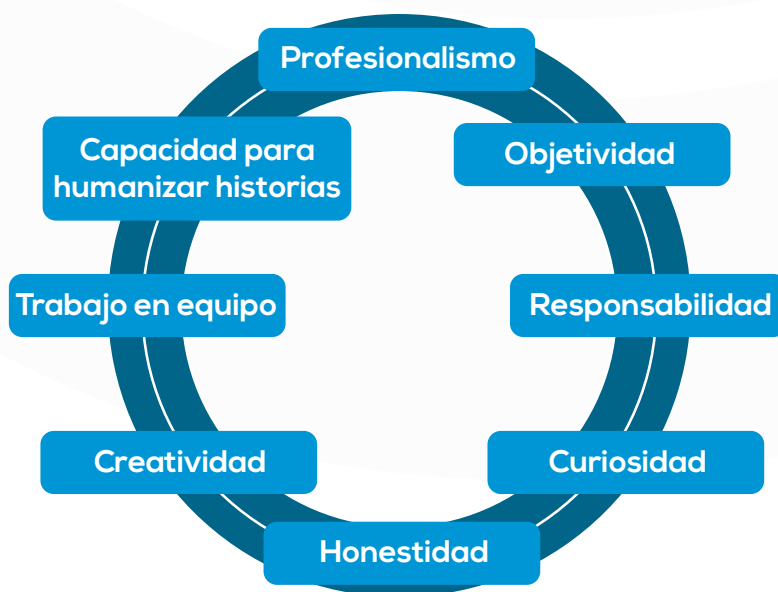 Profesionalismo
Objetividad
Capacidad para
humanizar historias
Trabajo en equipo
Responsabilidad
Creatividad
Curiosidad
Honestidad